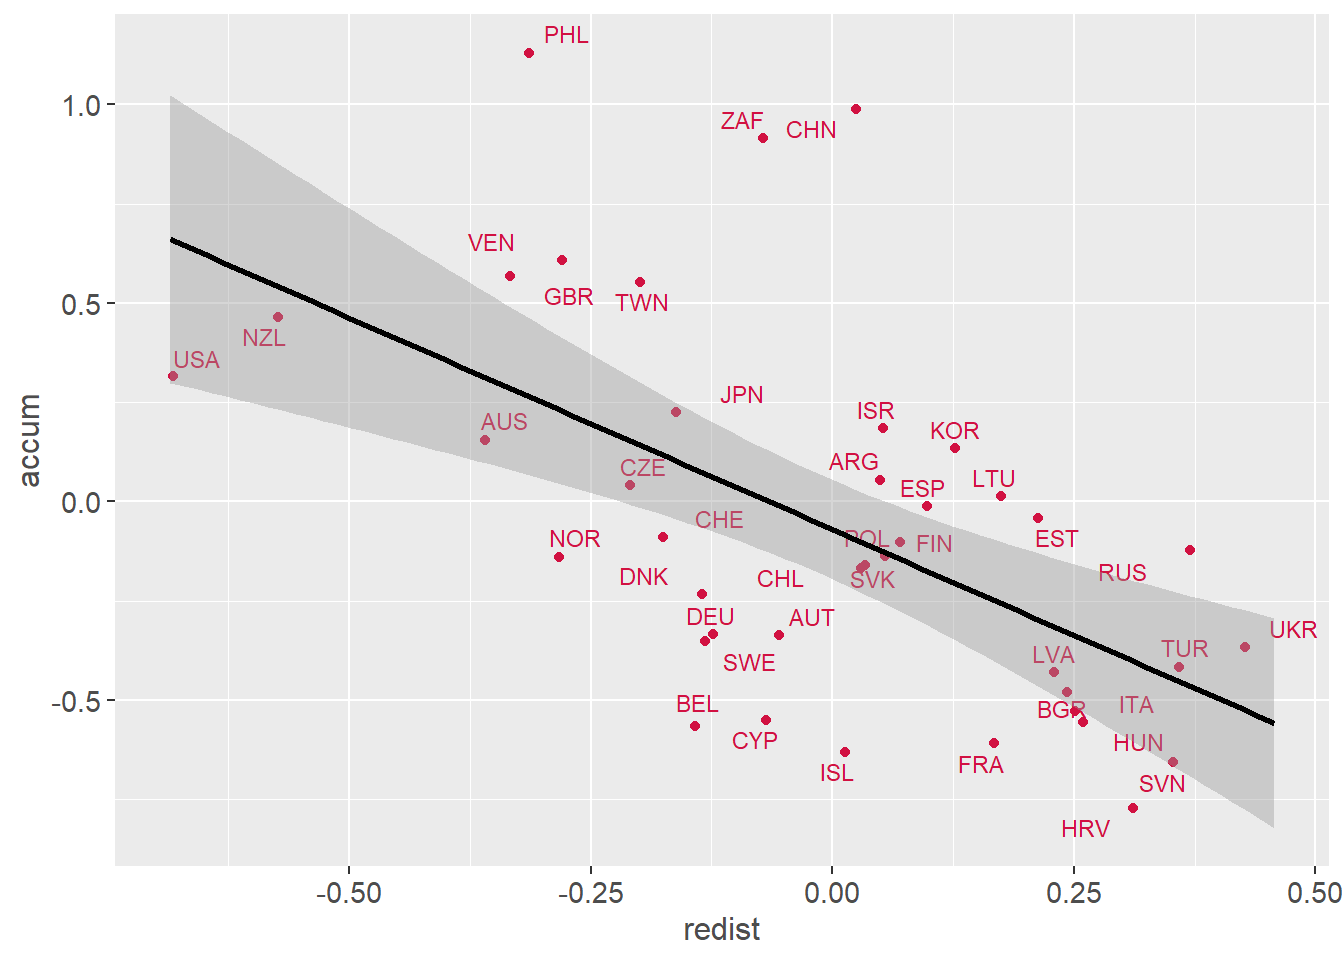 PHL
1.0
ZAF
CHN
VEN
GBR
TWN
0.5
NZL
USA
JPN
ISR
AUS
KOR
ARG
CZE
LTU
ESP
0.0
CHE
NOR
POL
FIN
EST
RUS
DNK
CHL
SVK
DEU
AUT
UKR
TUR
LVA
SWE
BEL
-0.5
BGR
ITA
CYP
HUN
FRA
ISL
SVN
HRV
accum
-0.50
-0.25
0.00
0.25
0.50
redist